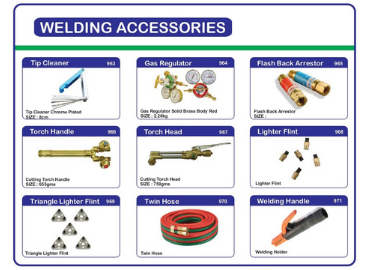 WELDING ACCESSORIES
Tip Cleaner 963
Tip Cleaner Chrome Plated
SIZE : 8cm
Gas Regulator 964
Gas Regulator Solid Brass Body Red
SIZE : 2.24kg
Flash Back Arrestor 965
Flash Back Arrestor
SIZE :
Torch Handle 966
Cutting Torch Handle
SIZE : 655gms
Torch Head 967
Cutting Torch Head
SIZE : 750gms
Lighter Flint 968
Lighter Flint
Triangle Lighter Flint 969
Triangle Lighter Flint
Twin Hose 970
Twin Hose
Welding Handle 971
Welding Holder